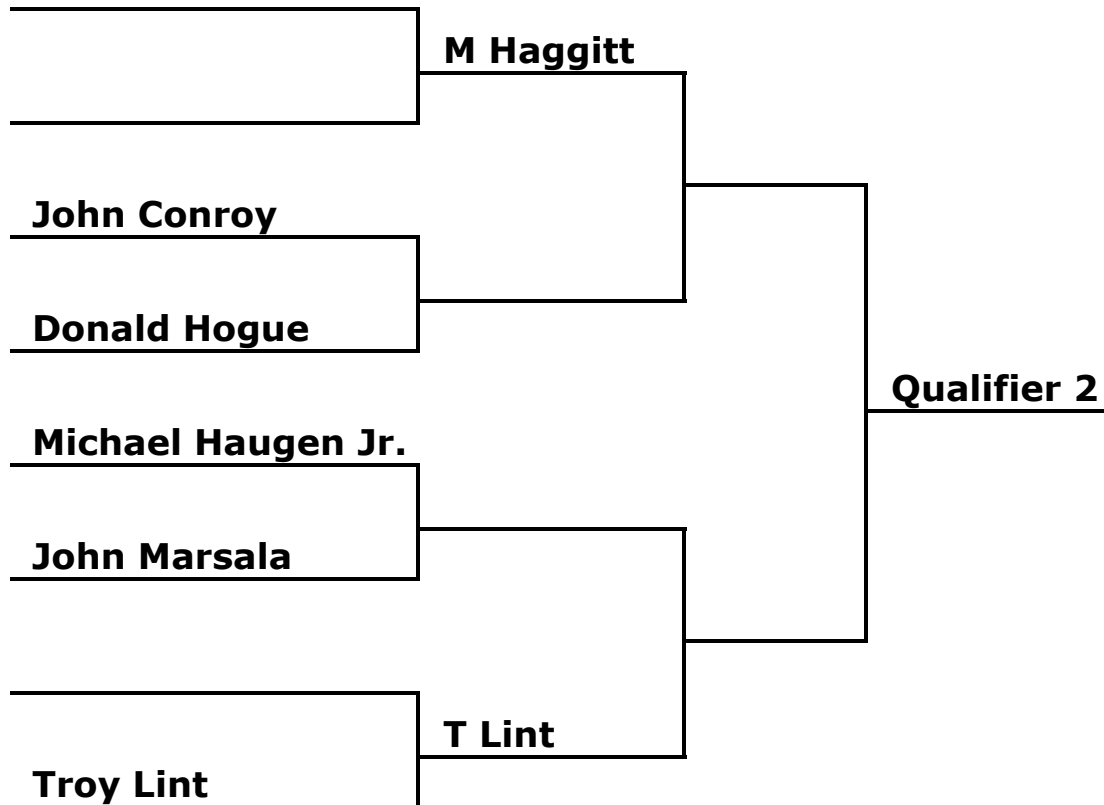 M Haggitt
John Conroy
Donald Hogue
Qualifier 2
Michael Haugen Jr.
John Marsala
T Lint
Troy Lint